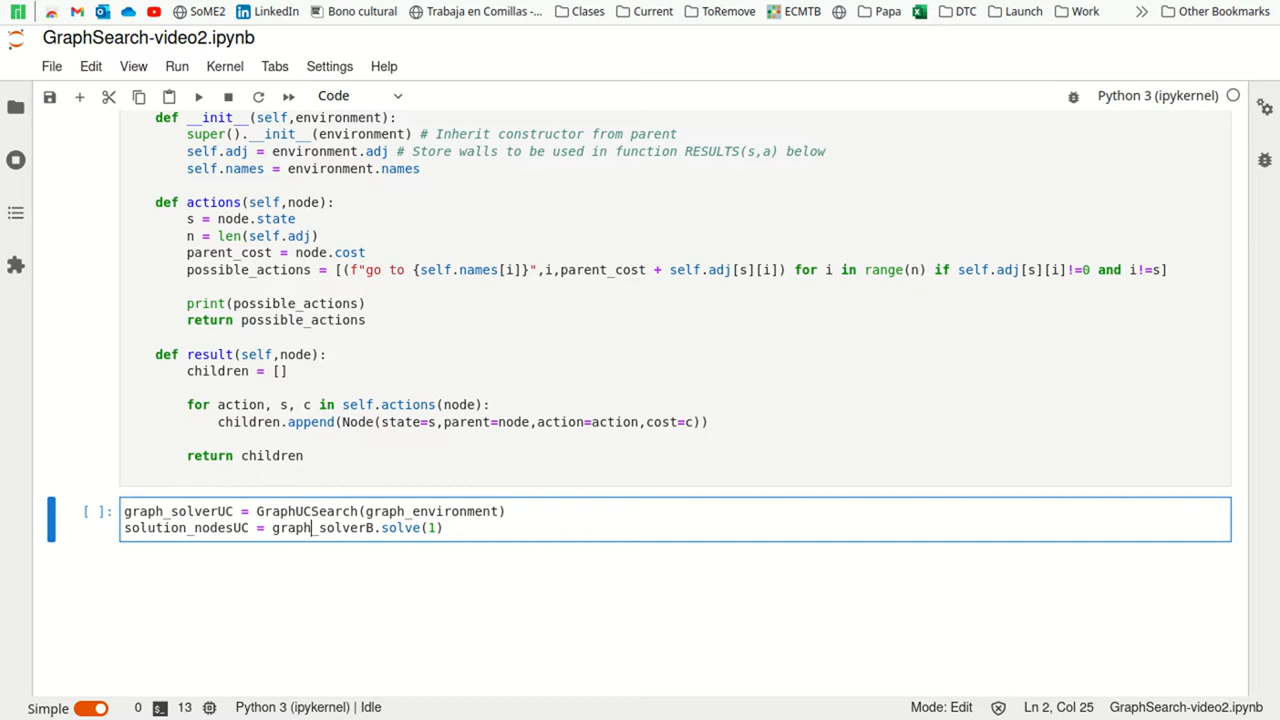 SoME2 LinkedIn Bono cultural Trabaja en Comillas -... Clases Current ToRemove ECMTB Papa DTC Launch Work Other Bookmarks
GraphSearch-video2.ipynb
File Edit View Run Kernel Tabs Settings Help
Code Python 3 (ipykernel)
def __init__(self,environment):
super().__init__(environment) # Inherit constructor from parent
self.adj = environment.adj # Store walls to be used in function RESULTS(s,a) below
self.names = environment.names
def actions(self,node):
s = node.state
n = len(self.adj)
parent_cost = node.cost
possible_actions = [(f"go to {self.names[i]}",i,parent_cost + self.adj[s][i]) for i in range(n) if self.adj[s][i]!=0 and i!=s]
print(possible_actions)
return possible_actions
def result(self,node):
children = []
for action, s, c in self.actions(node):
children.append(Node(state=s,parent=node,action=action,cost=c))
return children
[ ]: graph_solverUC = GraphUCSearch(graph_environment)
solution_nodesUC = graph_solverB.solve(1)
Simple 0 13 Python 3 (ipykernel) | Idle Mode: Edit Ln 2, Col 25 GraphSearch-video2.ipynb